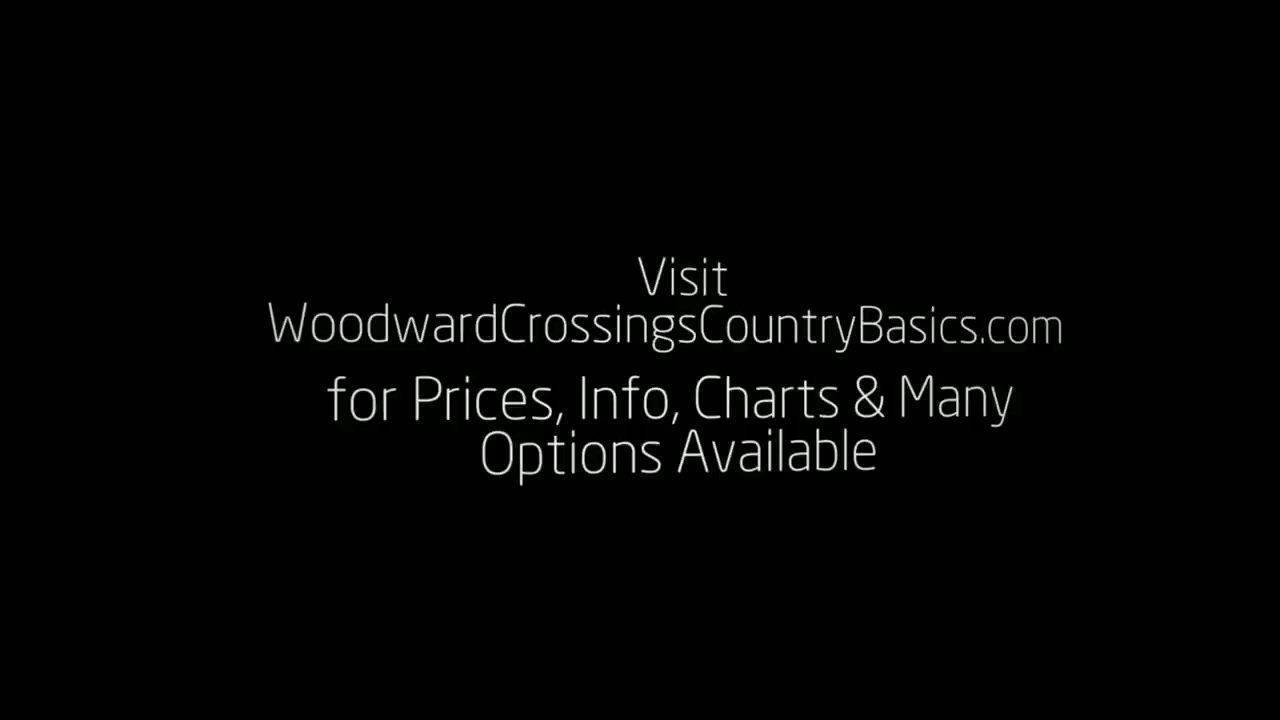 Visit
WoodwardCrossingsCountryBasics.com
for Prices, Info, Charts & Many
Options Available